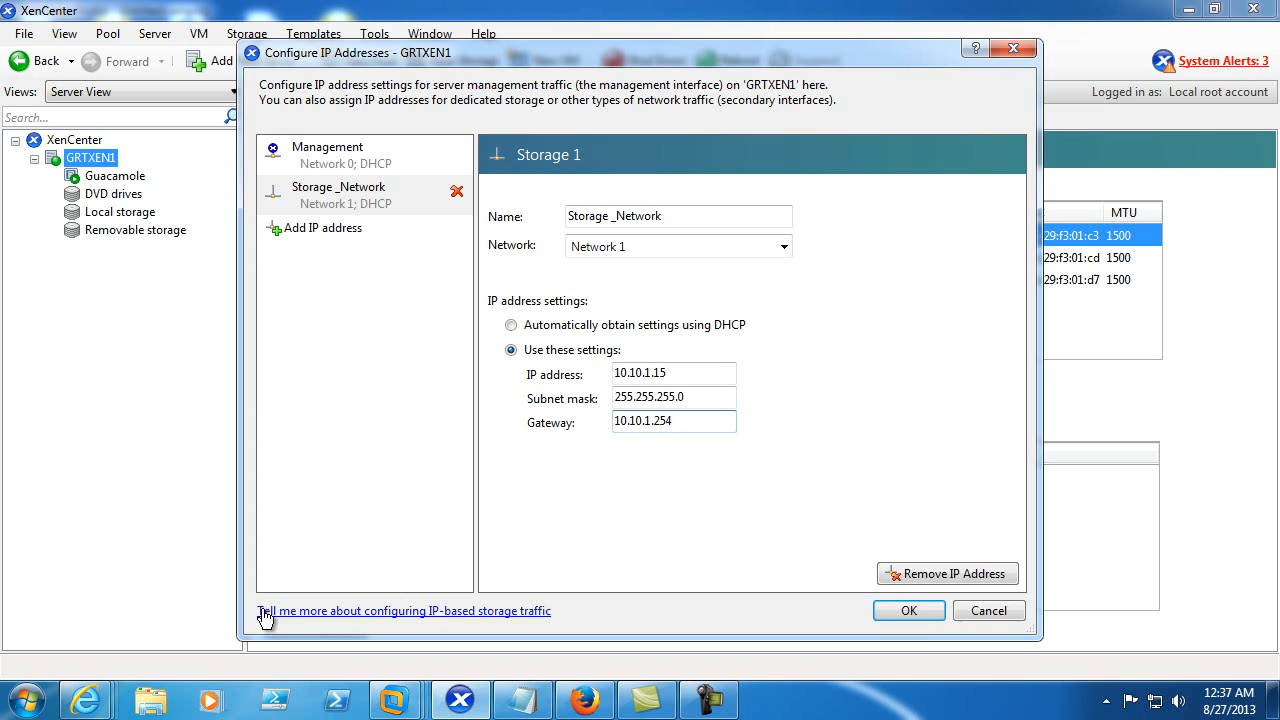 XenCenter
File View Pool Server VM Storage Templates Tools Window Help
Back Forward Add System Alerts: 3
Views: Server View Logged in as: Local root account
Search...
XenCenter
GRTXEN1
Guacamole
DVD drives
Local storage
Removable storage
Configure IP Addresses - GRTXEN1
?
Configure IP address settings for server management traffic (the management interface) on 'GRTXEN1' here.
You can also assign IP addresses for dedicated storage or other types of network traffic (secondary interfaces).
Management
Network 0; DHCP
Storage _Network
Network 1; DHCP
Add IP address
Storage 1
Name: Storage _Network
Network: Network 1
IP address settings:
Automatically obtain settings using DHCP
Use these settings:
IP address: 10.10.1.15
Subnet mask: 255.255.255.0
Gateway: 10.10.1.254
Remove IP Address
Tell me more about configuring IP-based storage traffic
OK Cancel
MTU
29:f3:01:c3 1500
29:f3:01:cd 1500
29:f3:01:d7 1500
12:37 AM
8/27/2013